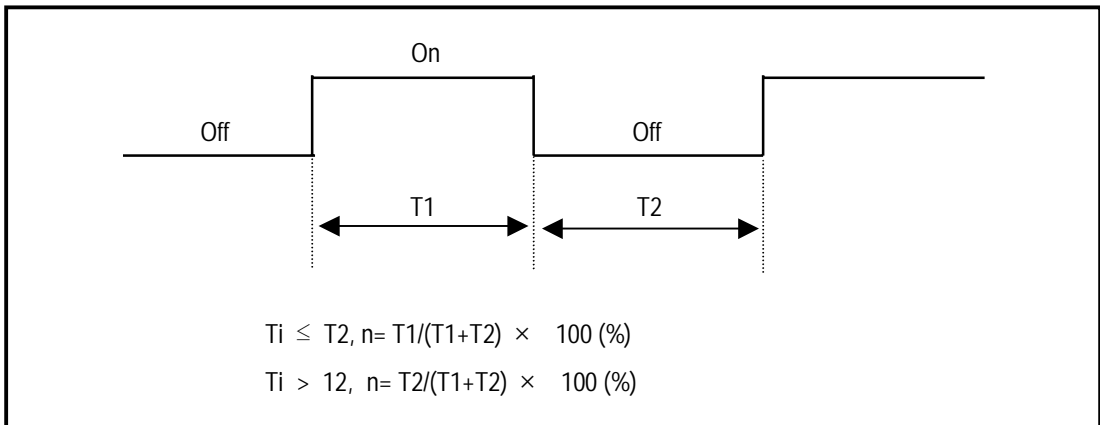 On
Off
Off
T1
T2
Ti ≤ T2, n= T1/(T1+T2) × 100 (%)
Ti > 12, n= T2/(T1+T2) × 100 (%)